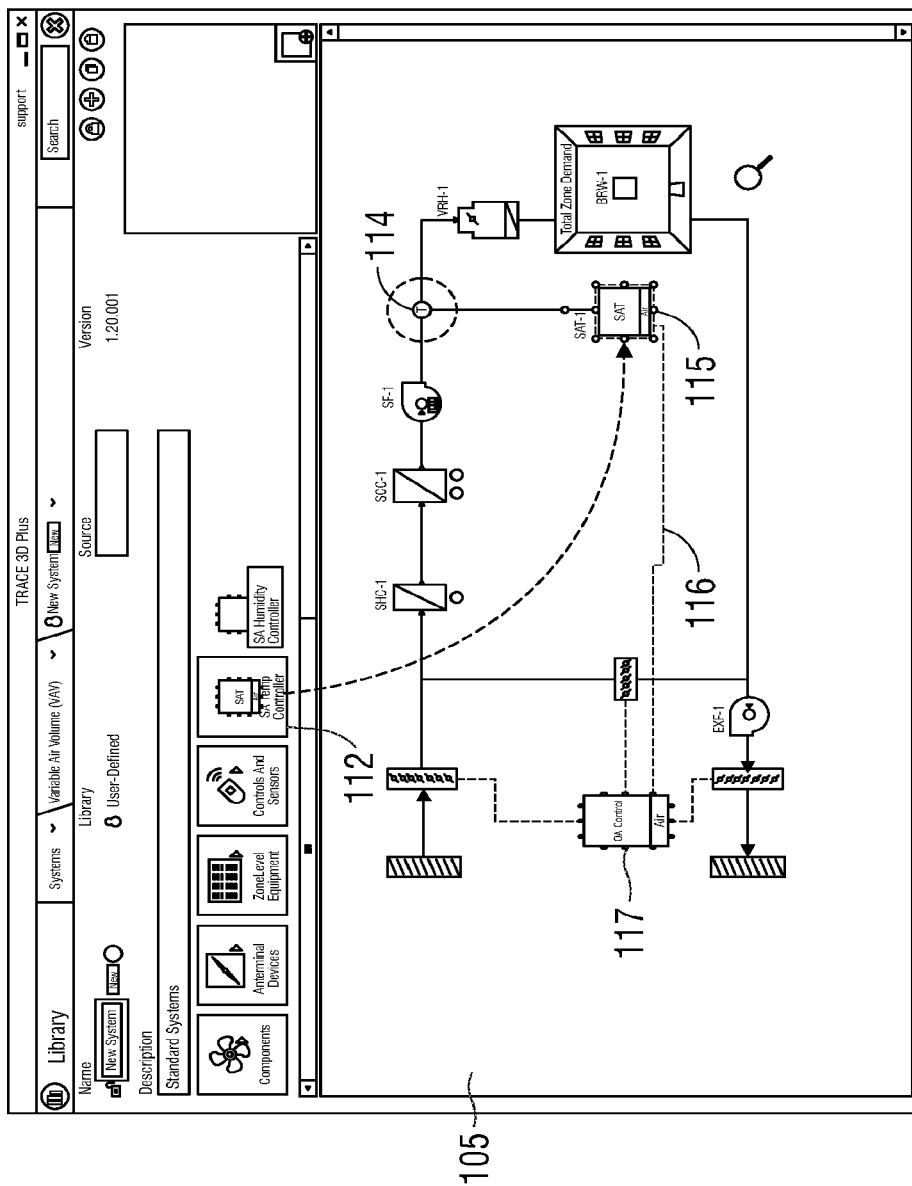 TRACE 3D Plus
support
Library
Systems
Variable Air Volume (VAV)
New System
New
Search
Name
New System
New
Library
User-Defined
Source
Version
1.20.001
Description
Standard Systems
Components
Anterminal
Devices
ZoneLevel
Equipment
Controls And
Sensors
SAT
Air
SA Temp
Controller
SA Humidity
Controller
112
105
SHC-1
SCC-1
SF-1
114
T
VRH-1
Total Zone Demand
BRW-1
SAT-1
SAT
Air
115
116
OA Control
Air
117
EXF-1